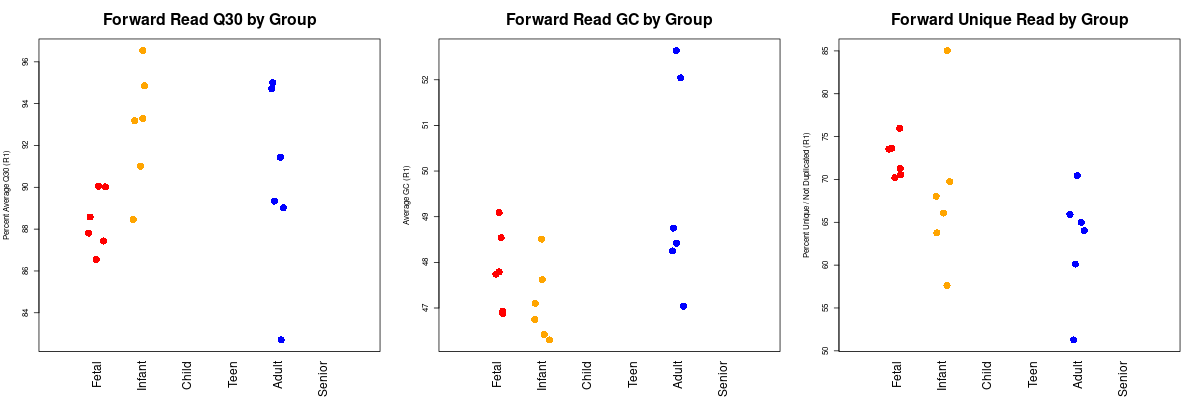 Forward Read Q30 by Group
Percent Average Q30 (R1)
96
94
92
90
88
86
84
Fetal
Infant
Child
Teen
Adult
Senior
Forward Read GC by Group
Average GC (R1)
52
51
50
49
48
47
Fetal
Infant
Child
Teen
Adult
Senior
Forward Unique Read by Group
Percent Unique / Not Duplicated (R1)
85
80
75
70
65
60
55
50
Fetal
Infant
Child
Teen
Adult
Senior